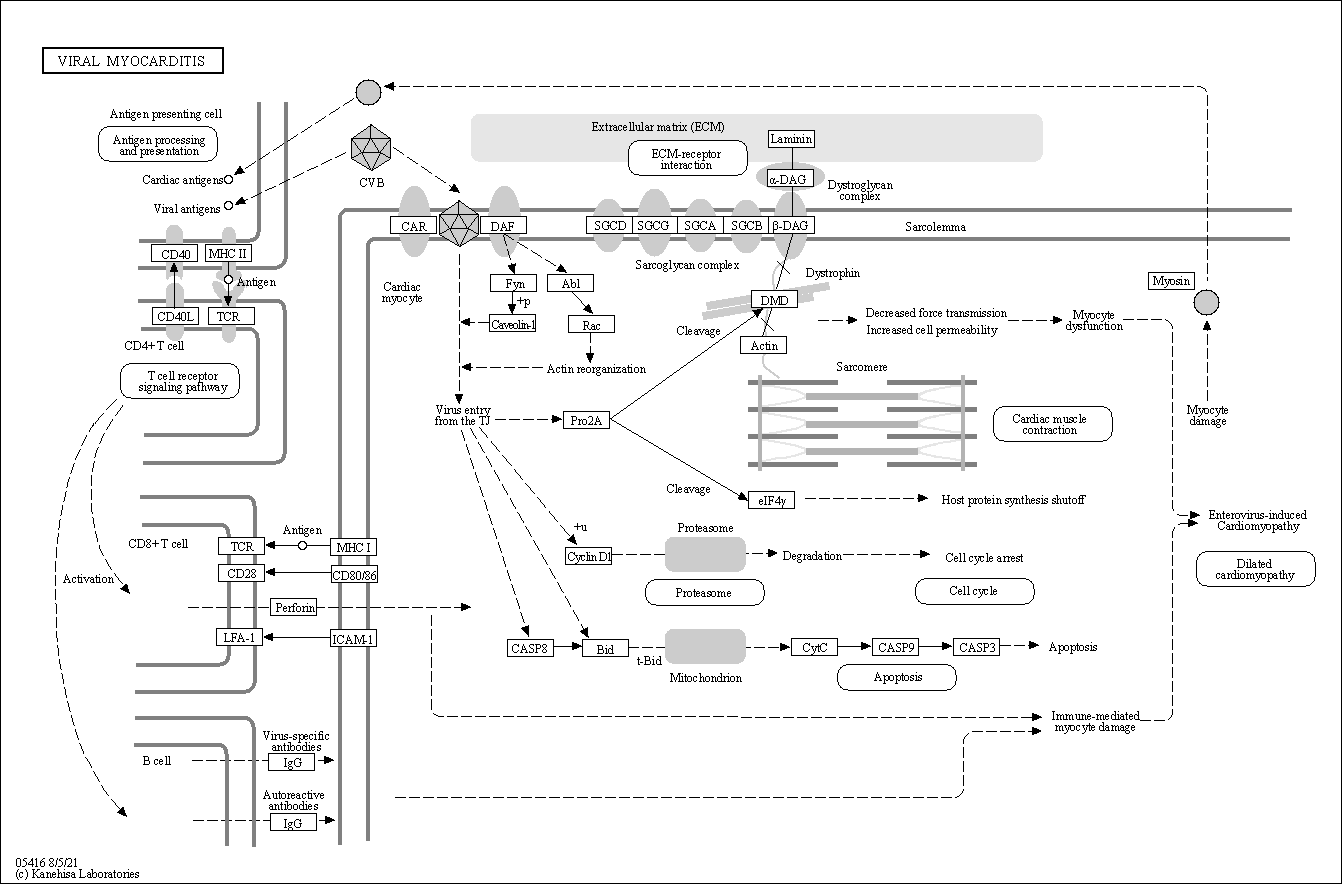 VIRAL MYOCARDITIS
Antigen presenting cell
Antigen processing
and presentation
Cardiac antigens
Viral antigens
CVB
Extracellular matrix (ECM)
ECM-receptor
interaction
Laminin
α-DAG
Dystroglycan
complex
CAR
DAF
SGCD
SGCG
SGCA
SGCB
β-DAG
Sarcolemma
Sarcoglycan complex
CD40
MHC II
Antigen
CD40L
TCR
CD4+T cell
T cell receptor
signaling pathway
Cardiac
myocyte
Fyn
Abl
+p
Caveolin-1
Rac
Actin reorganization
Dystrophin
DMD
Cleavage
Actin
Decreased force transmission
Increased cell permeability
Myocyte
dysfunction
Myosin
Sarcomere
Virus entry
from the TJ
Pro2A
Cardiac muscle
contraction
Myocyte
damage
Cleavage
eIF4γ
Host protein synthesis shutoff
CD8+T cell
TCR
Antigen
MHC I
CD28
CD80/86
Activation
Perforin
LFA-1
ICAM-1
+u
Cyclin D1
Proteasome
Degradation
Cell cycle arrest
Proteasome
Cell cycle
Enterovirus-induced
Cardiomyopathy
Dilated
cardiomyopathy
CASP8
Bid
t-Bid
Mitochondrion
CytC
CASP9
CASP3
Apoptosis
Apoptosis
Immune-mediated
myocyte damage
B cell
Virus-specific
antibodies
IgG
Autoreactive
antibodies
IgG
05416 8/5/21
(c) Kanehisa Laboratories